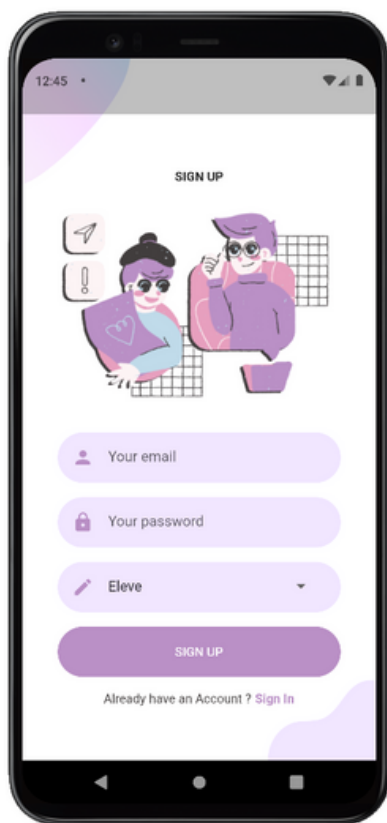 12:45
SIGN UP
Your email
Your password
Eleve
SIGN UP
Already have an Account ? Sign In